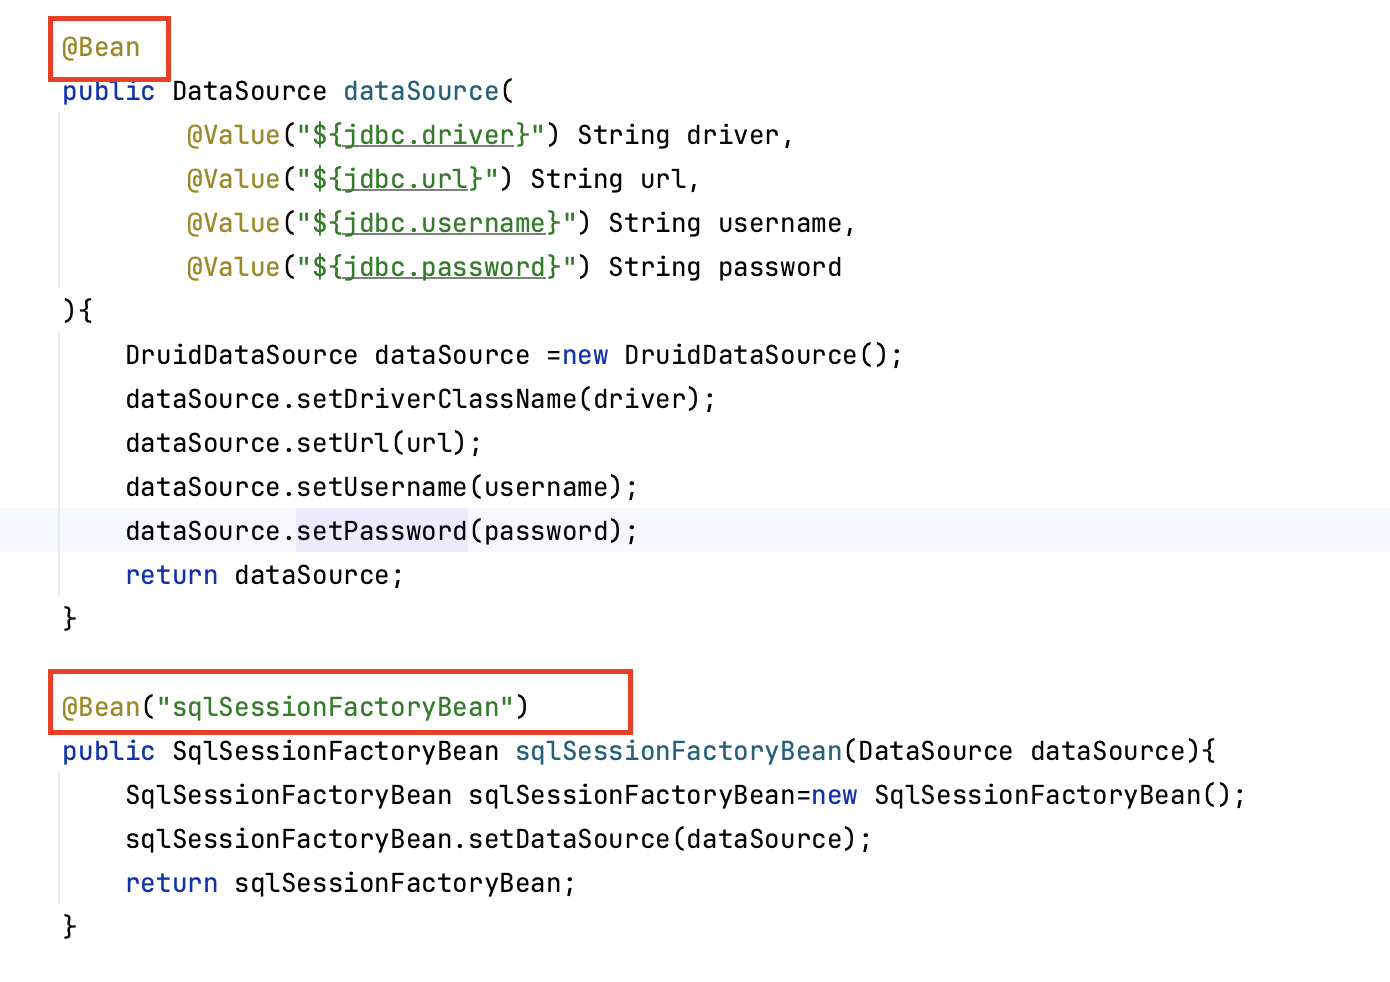 @Bean
public DataSource dataSource(
        @Value("${jdbc.driver}") String driver,
        @Value("${jdbc.url}") String url,
        @Value("${jdbc.username}") String username,
        @Value("${jdbc.password}") String password
){
    DruidDataSource dataSource =new DruidDataSource();
    dataSource.setDriverClassName(driver);
    dataSource.setUrl(url);
    dataSource.setUsername(username);
    dataSource.setPassword(password);
    return dataSource;
}
@Bean("sqlSessionFactoryBean")
public SqlSessionFactoryBean sqlSessionFactoryBean(DataSource dataSource){
    SqlSessionFactoryBean sqlSessionFactoryBean=new SqlSessionFactoryBean();
    sqlSessionFactoryBean.setDataSource(dataSource);
    return sqlSessionFactoryBean;
}